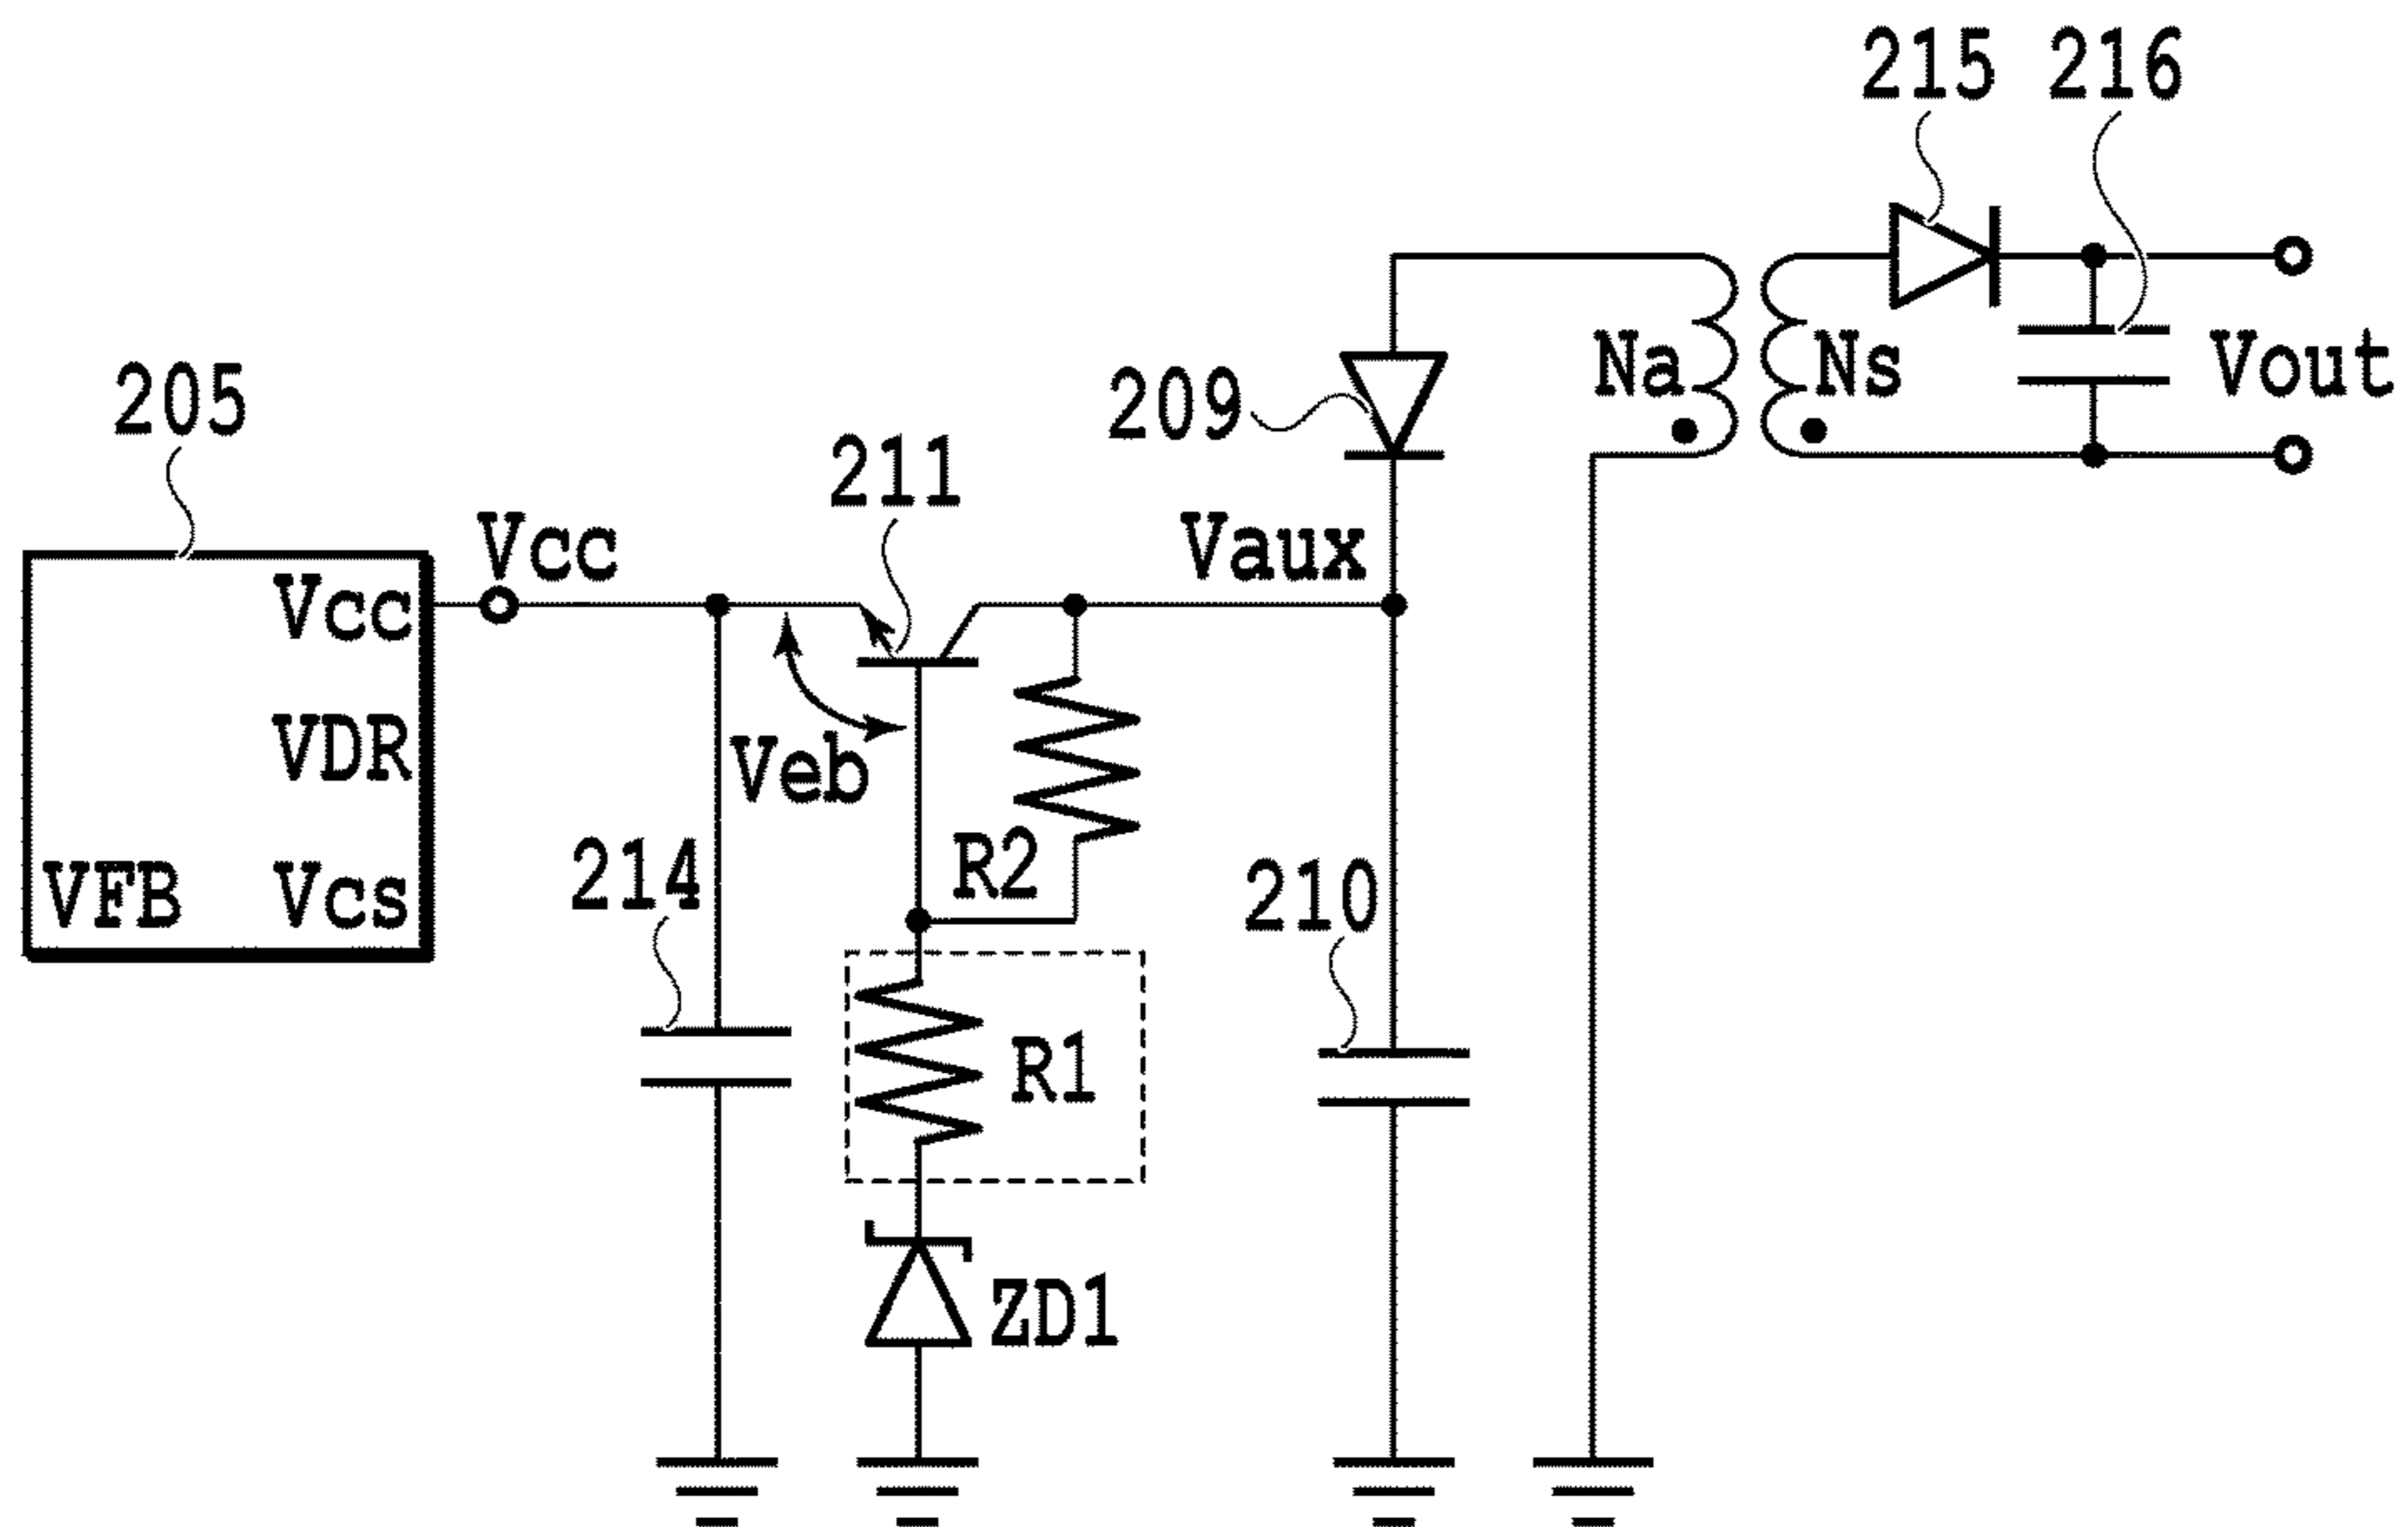 215 216
Na Ns Vout
205 209
211
Vcc Vaux
Vcc
VDR
Veb
VFB Vcs
214 R2 210
R1
ZD1